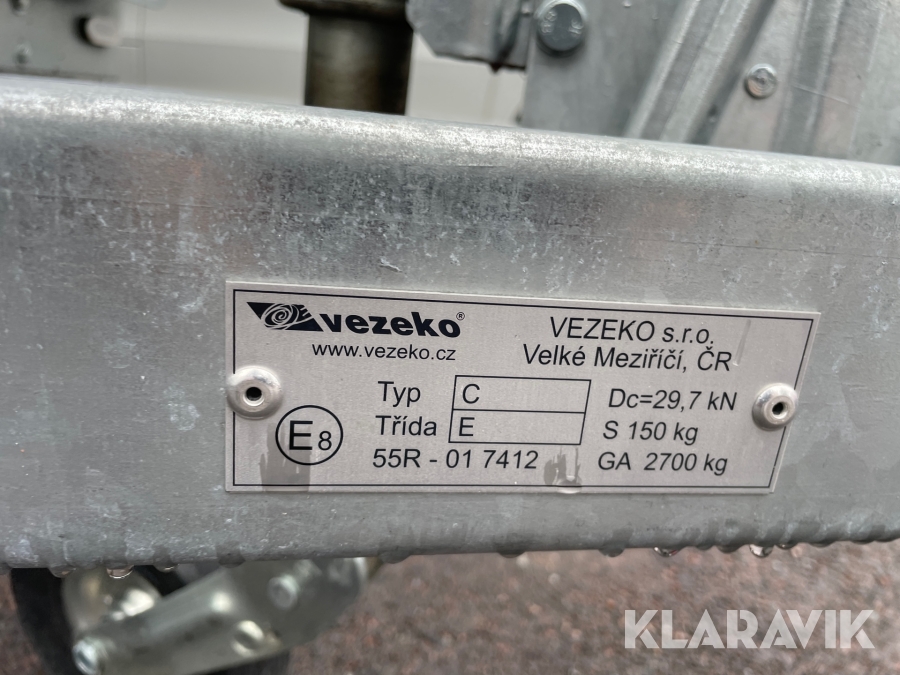 vezeko®
www.vezeko.cz
VEZEKO s.r.o.
Velké Meziříčí, ČR
Typ C
Třída E
E8
55R - 01 7412
Dc=29,7 kN
S 150 kg
GA 2700 kg
KLARAVIK